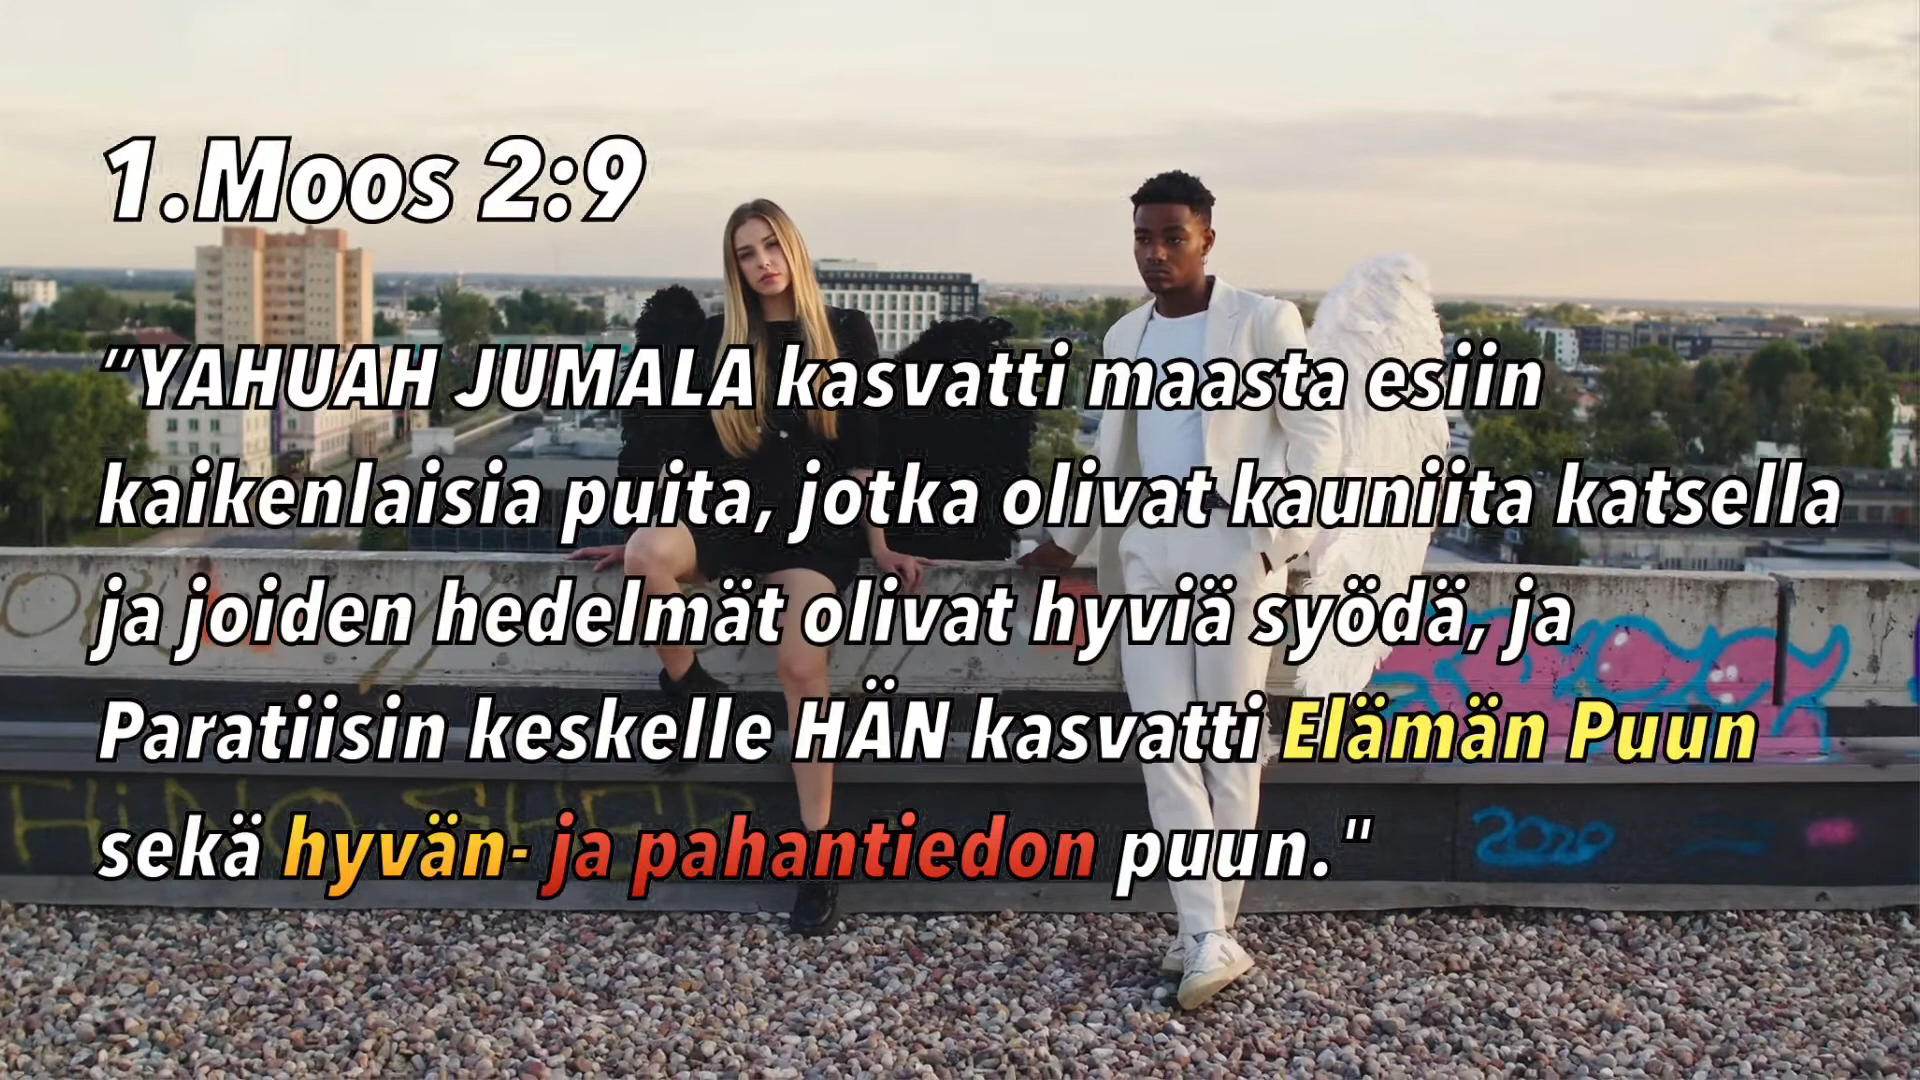 1.Moos 2:9
"YAHUAH JUMALA kasvatti maasta esiin
kaikenlaisia puita, jotka olivat kauniita katsella
ja joiden hedelmät olivat hyviä syödä, ja
Paratiisin keskelle HÄN kasvatti Elämän Puun
sekä hyvän- ja pahantiedon puun."
2020